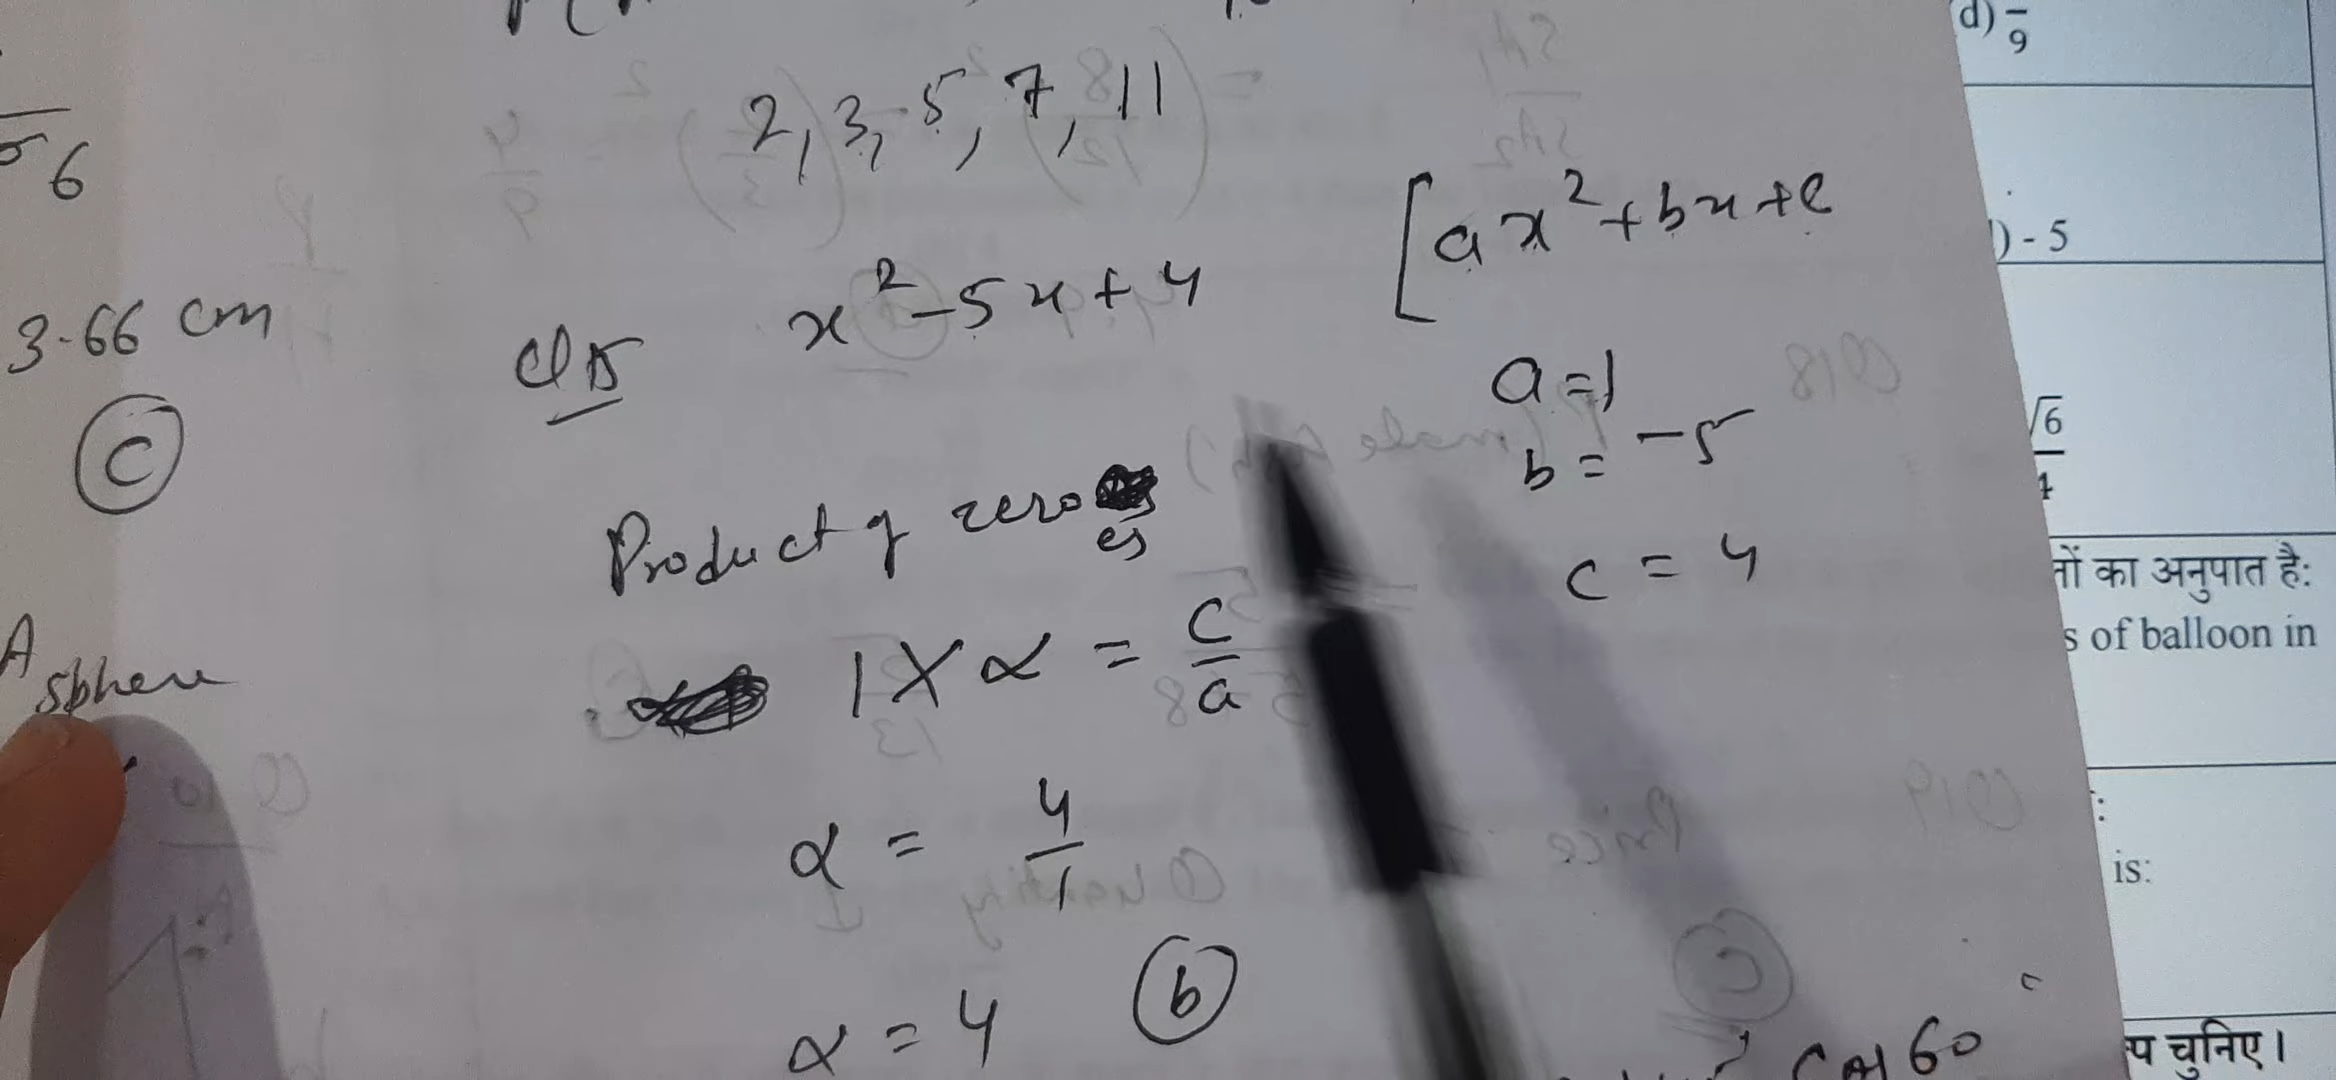 6
3.66 cm
C
A sphere
2, 3, 5, 7, 11
Q15
x² - 5x + 4
[ax² + bx + c
a = 1
b = -5
c = 4
Product of zeroes
1 × α = c/a
α = 4/1
α = 4
b
60
d) 9
) - 5
√6
4
का अनुपात है:
of balloon in
is:
चुनिए।